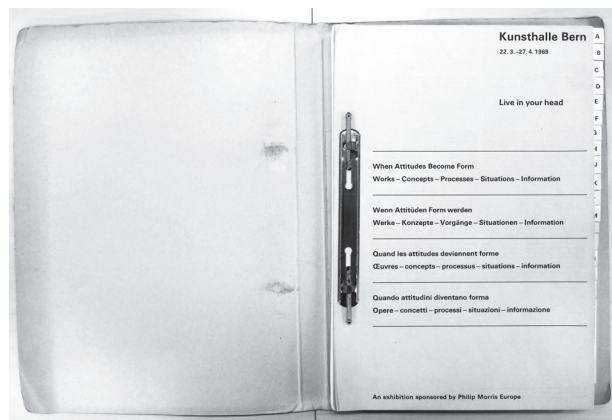 Kunsthalle Bern
22. 3.–27. 4. 1969
Live in your head
When Attitudes Become Form
Works – Concepts – Processes – Situations – Information
Wenn Attitüden Form werden
Werke – Konzepte – Vorgänge – Situationen – Information
Quand les attitudes deviennent forme
Œuvres – concepts – processus – situations – information
Quando attitudini diventano forma
Opere – concetti – processi – situazioni – informazione
An exhibition sponsored by Philip Morris Europe
A
B
C
D
E
F
G
H
J
K
M